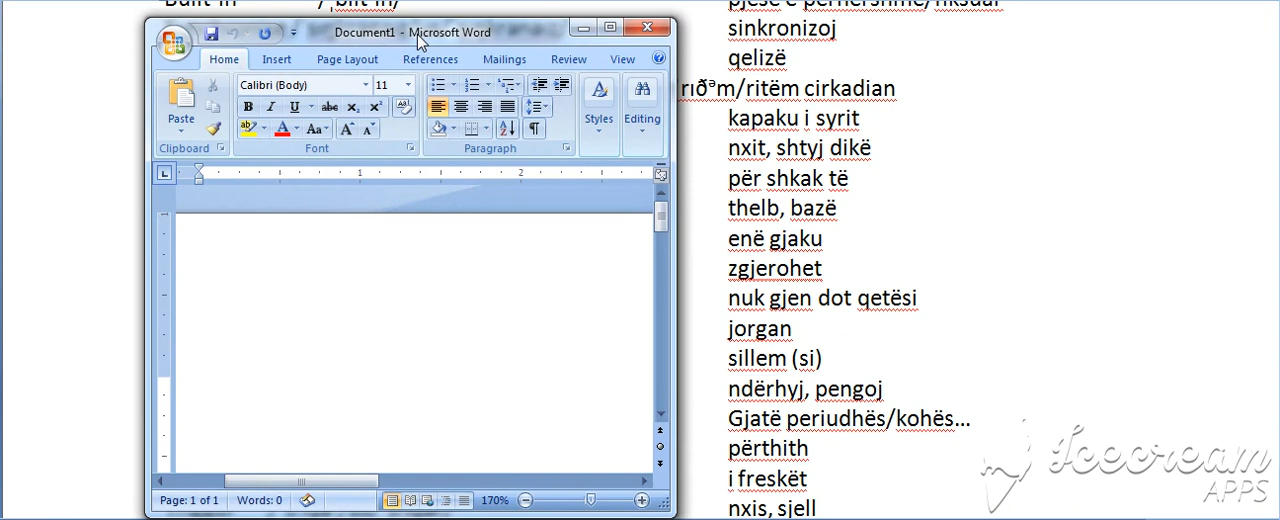 Document1 - Microsoft Word
Home Insert Page Layout References Mailings Review View
Calibri (Body) 11
Paste
Styles
Editing
Clipboard Font Paragraph
1 2
Page: 1 of 1 Words: 0 170%
sinkronizoj
qelizë
rɪðᵊm/ritëm cirkadian
kapaku i syrit
nxit, shtyj dikë
për shkak të
thelb, bazë
enë gjaku
zgjerohet
nuk gjen dot qetësi
jorgan
sillem (si)
ndërhyj, pengoj
Gjatë periudhës/kohës...
përthith
i freskët
nxis, sjell
Icecream
APPS